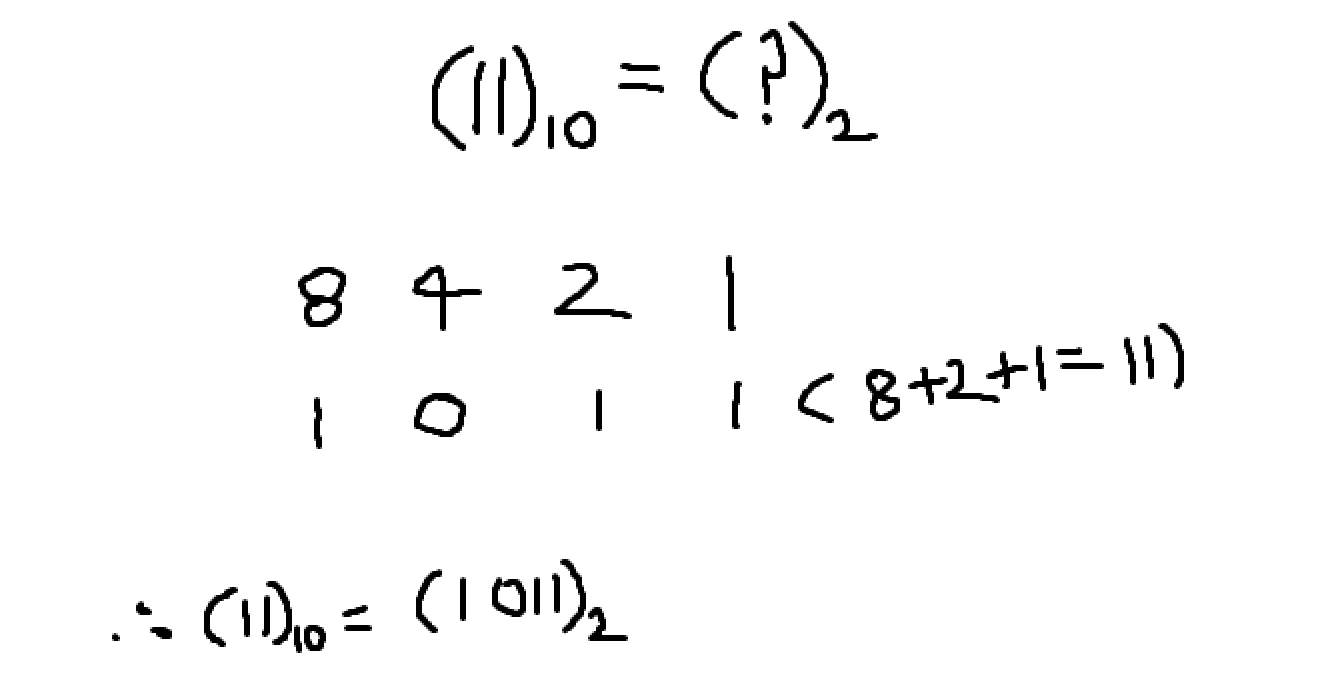 (11)₁₀ = (?)₂
8 4 2 1
1 0 1 1 (8+2+1=11)
∴ (11)₁₀ = (1011)₂